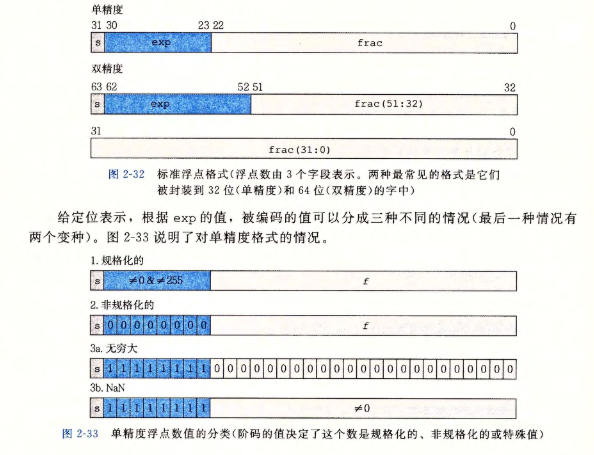 单精度
31 30 23 22 0
s exp frac
双精度
63 62 52 51 32
s exp frac(51:32)
31 0
frac(31:0)
图 2-32 标准浮点格式(浮点数由 3 个字段表示。两种最常见的格式是它们
被封装到 32 位(单精度)和 64 位(双精度)的字中)
给定位表示，根据 exp 的值，被编码的值可以分成三种不同的情况(最后一种情况有
两个变种)。图 2-33 说明了对单精度格式的情况。
1. 规格化的
s ≠0 & ≠255 f
2. 非规格化的
s 0 0 0 0 0 0 0 0 f
3a. 无穷大
s 1 1 1 1 1 1 1 1 0 0 0 0 0 0 0 0 0 0 0 0 0 0 0 0 0 0 0 0 0 0 0
3b. NaN
s 1 1 1 1 1 1 1 1 ≠0
图 2-33 单精度浮点数值的分类(阶码的值决定了这个数是规格化的、非规格化的或特殊值)